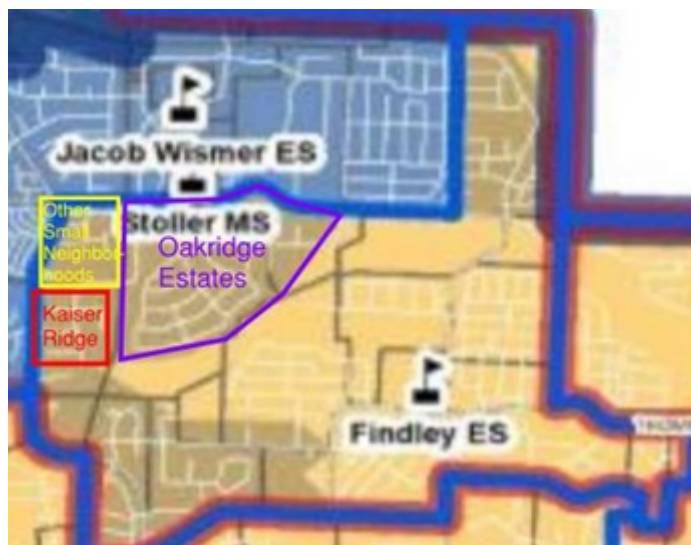 Jacob Wismer ES
Stoller MS
Other
Small
Neighbor-
hoods
Oakridge
Estates
Kaiser
Ridge
Findley ES